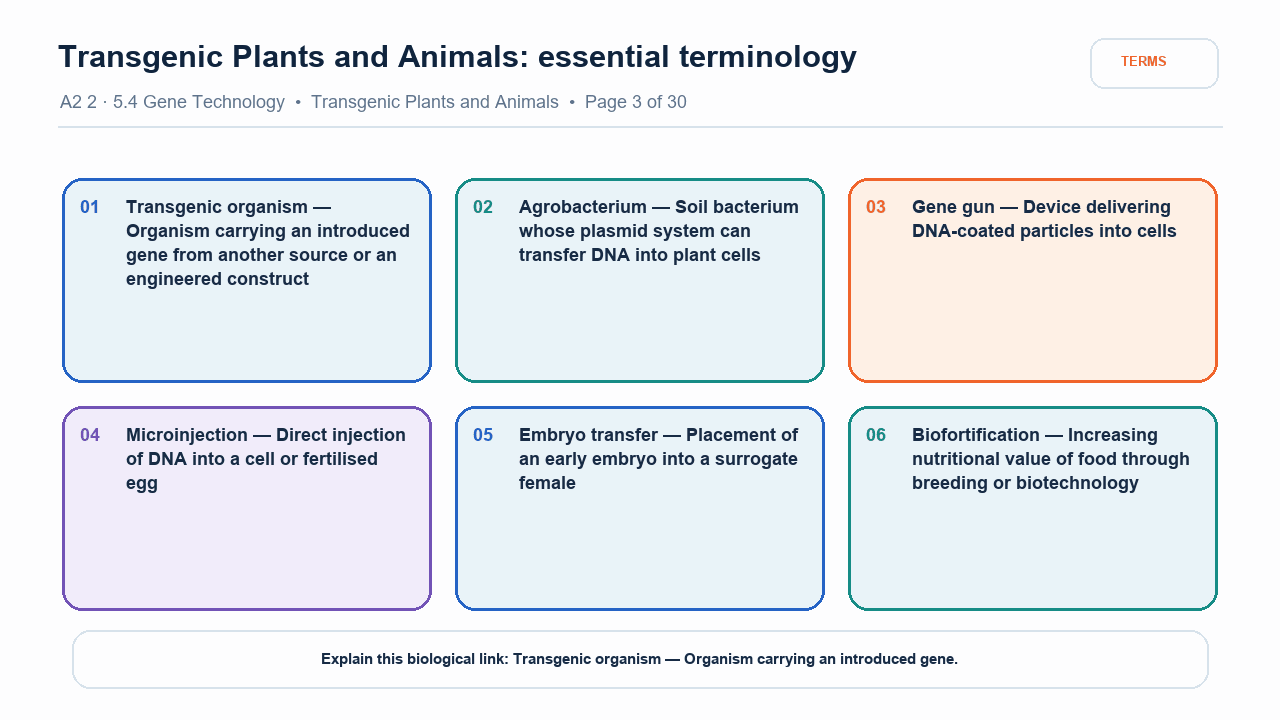 Transgenic Plants and Animals: essential terminology
TERMS
A2 2 · 5.4 Gene Technology • Transgenic Plants and Animals • Page 3 of 30
01
Transgenic organism —
Organism carrying an introduced
gene from another source or an
engineered construct
02
Agrobacterium — Soil bacterium
whose plasmid system can
transfer DNA into plant cells
03
Gene gun — Device delivering
DNA-coated particles into cells
04
Microinjection — Direct injection
of DNA into a cell or fertilised
egg
05
Embryo transfer — Placement of
an early embryo into a surrogate
female
06
Biofortification — Increasing
nutritional value of food through
breeding or biotechnology
Explain this biological link: Transgenic organism — Organism carrying an introduced gene.